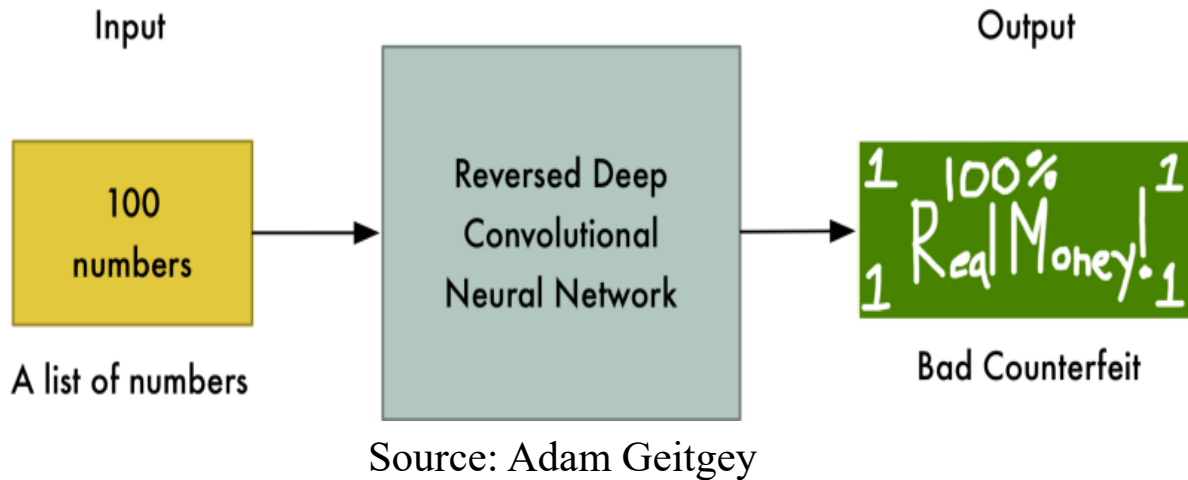 Input
Output
100
numbers
Reversed Deep
Convolutional
Neural Network
1 100% 1
Real Money!
1 1
A list of numbers
Bad Counterfeit
Source: Adam Geitgey